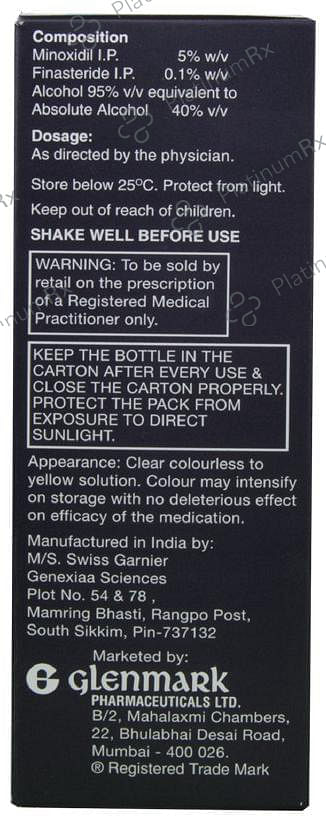 Composition
Minoxidil I.P. 5% w/v
Finasteride I.P. 0.1% w/v
Alcohol 95% v/v equivalent to
Absolute Alcohol 40% v/v
Dosage:
As directed by the physician.
Store below 25ºC. Protect from light.
Keep out of reach of children.
SHAKE WELL BEFORE USE
WARNING: To be sold by
retail on the prescription
of a Registered Medical
Practitioner only.
KEEP THE BOTTLE IN THE
CARTON AFTER EVERY USE &
CLOSE THE CARTON PROPERLY.
PROTECT THE PACK FROM
EXPOSURE TO DIRECT
SUNLIGHT.
Appearance: Clear colourless to
yellow solution. Colour may intensify
on storage with no deleterious effect
on efficacy of the medication.
Manufactured in India by:
M/S. Swiss Garnier
Genexiaa Sciences
Plot No. 54 & 78 ,
Mamring Bhasti, Rangpo Post,
South Sikkim, Pin-737132
Marketed by:
G glenmark
PHARMACEUTICALS LTD.
B/2, Mahalaxmi Chambers,
22, Bhulabhai Desai Road,
Mumbai - 400 026.
® Registered Trade Mark
PlatinumRx
PlatinumRx